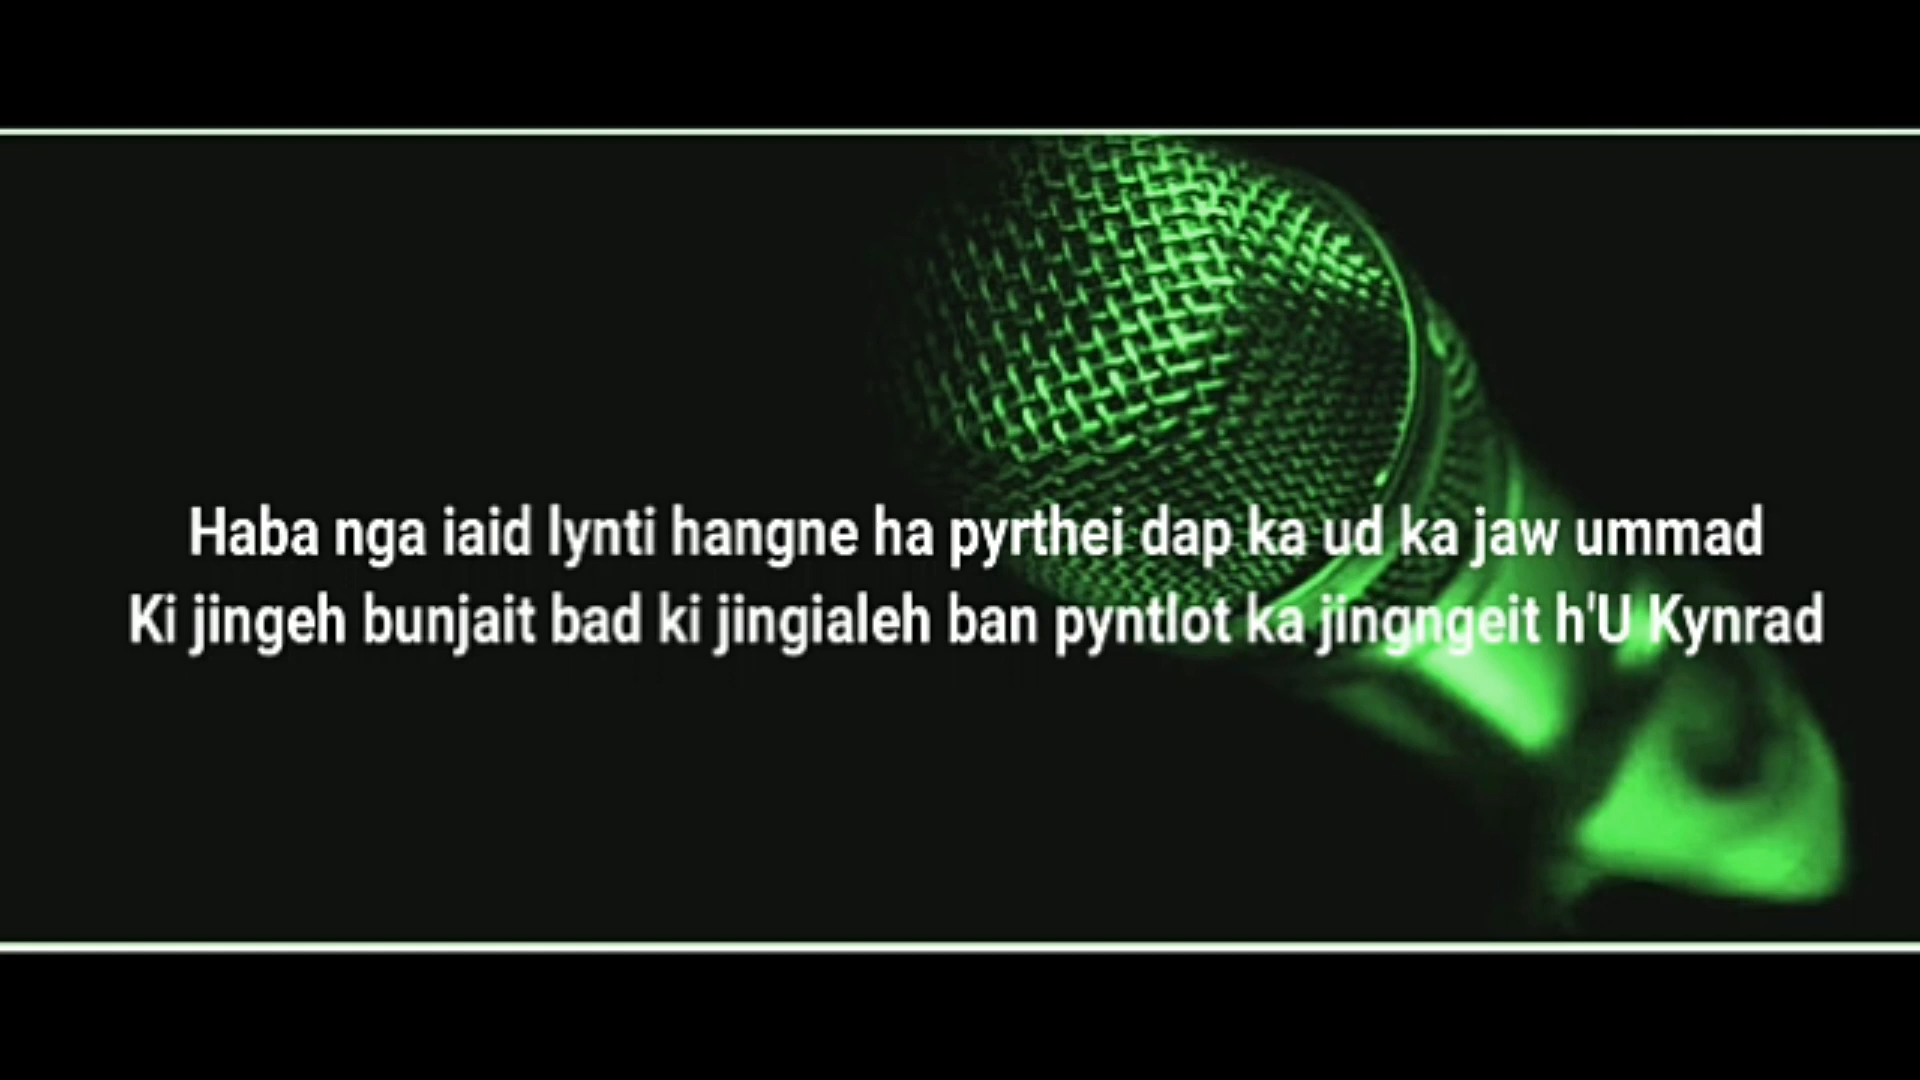 Haba nga iaid lynti hangne ha pyrthei dap ka ud ka jaw ummad
Ki jingeh bunjait bad ki jingialeh ban pyntlot ka jingngeit h'U Kynrad